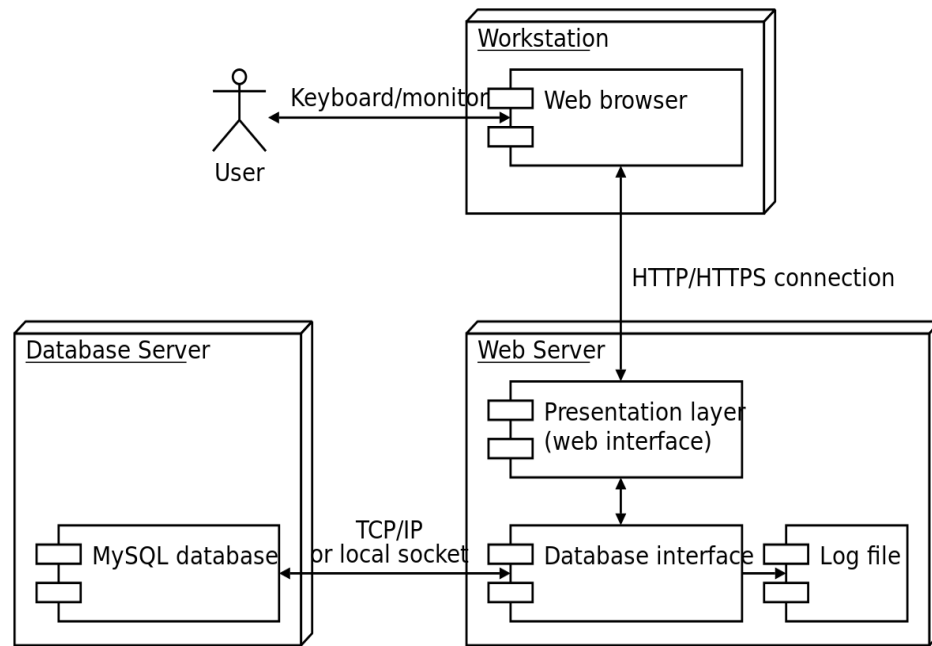 Workstation
Keyboard/monitor
Web browser
User
HTTP/HTTPS connection
Database Server
Web Server
Presentation layer
(web interface)
TCP/IP
or local socket
MySQL database
Database interface
Log file